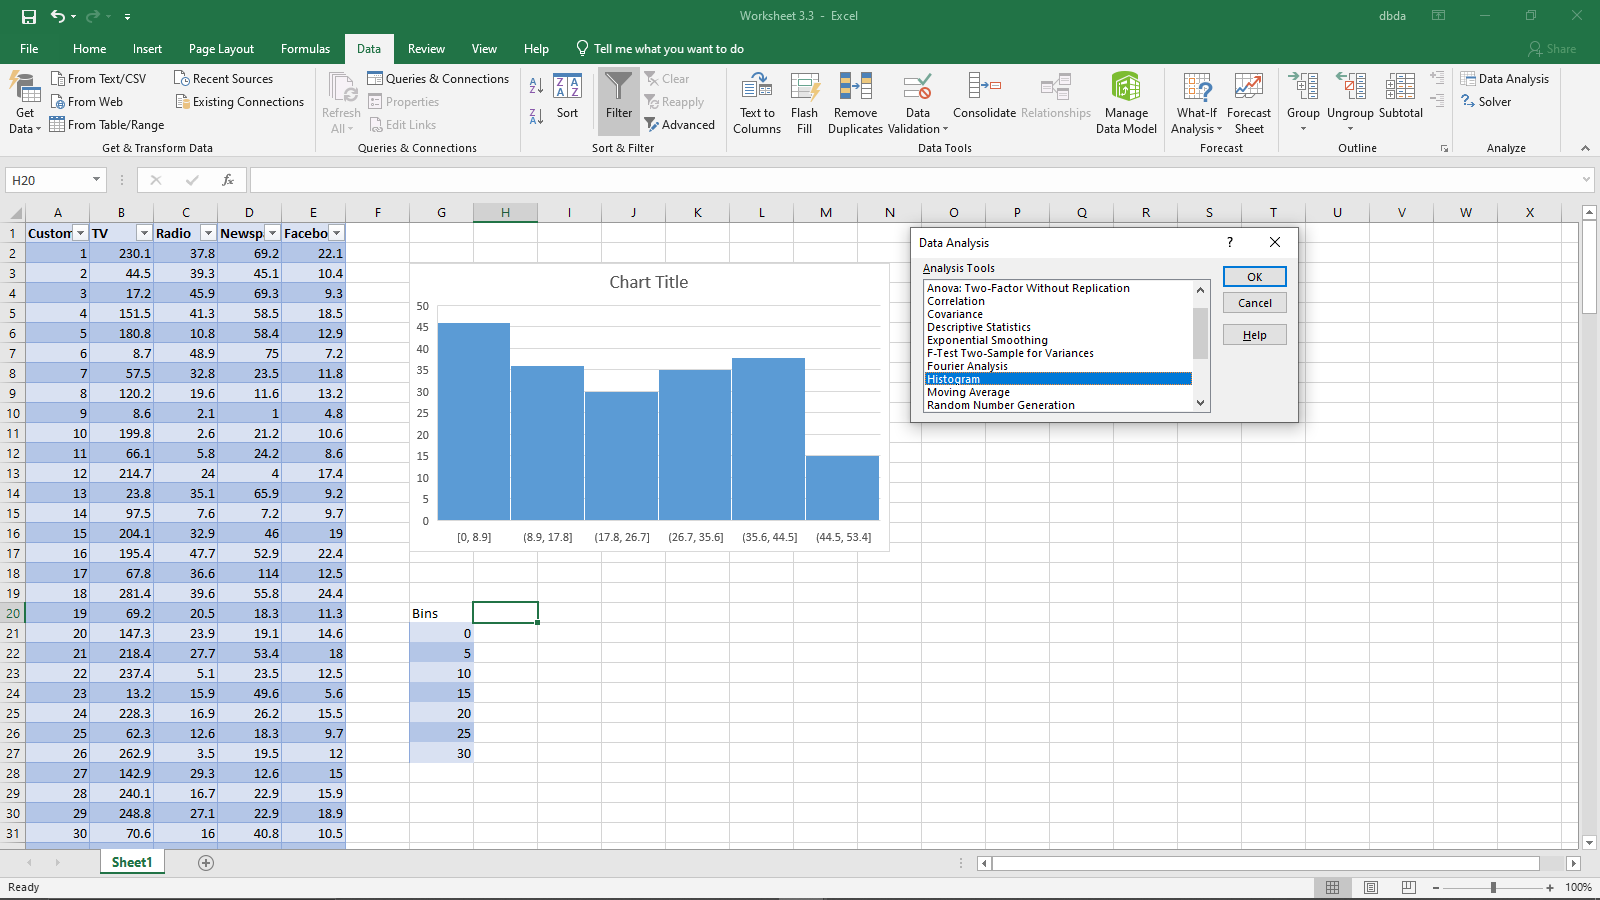 Worksheet 3.3 - Excel
dbda
File Home Insert Page Layout Formulas Data Review View Help Tell me what you want to do
Share
Get Data
From Text/CSV
From Web
From Table/Range
Recent Sources
Existing Connections
Get & Transform Data
Refresh All
Queries & Connections
Properties
Edit Links
Queries & Connections
Sort
Filter
Clear
Reapply
Advanced
Sort & Filter
Text to Columns
Flash Fill
Remove Duplicates
Data Validation
Consolidate
Relationships
Manage Data Model
Data Tools
What-If Analysis
Forecast Sheet
Forecast
Group
Ungroup
Subtotal
Outline
Data Analysis
Solver
Analyze
H20
fx
A B C D E F G H I J K L M N O P Q R S T U V W X
1 Custom TV Radio Newspa Facebo
2 1 230.1 37.8 69.2 22.1
3 2 44.5 39.3 45.1 10.4
4 3 17.2 45.9 69.3 9.3
5 4 151.5 41.3 58.5 18.5
6 5 180.8 10.8 58.4 12.9
7 6 8.7 48.9 75 7.2
8 7 57.5 32.8 23.5 11.8
9 8 120.2 19.6 11.6 13.2
10 9 8.6 2.1 1 4.8
11 10 199.8 2.6 21.2 10.6
12 11 66.1 5.8 24.2 8.6
13 12 214.7 24 4 17.4
14 13 23.8 35.1 65.9 9.2
15 14 97.5 7.6 7.2 9.7
16 15 204.1 32.9 46 19
17 16 195.4 47.7 52.9 22.4
18 17 67.8 36.6 114 12.5
19 18 281.4 39.6 55.8 24.4
20 19 69.2 20.5 18.3 11.3 Bins
21 20 147.3 23.9 19.1 14.6 0
22 21 218.4 27.7 53.4 18 5
23 22 237.4 5.1 23.5 12.5 10
24 23 13.2 15.9 49.6 5.6 15
25 24 228.3 16.9 26.2 15.5 20
26 25 62.3 12.6 18.3 9.7 25
27 26 262.9 3.5 19.5 12 30
28 27 142.9 29.3 12.6 15
29 28 240.1 16.7 22.9 15.9
30 29 248.8 27.1 22.9 18.9
31 30 70.6 16 40.8 10.5
Chart Title
50
45
40
35
30
25
20
15
10
5
0
[0, 8.9] (8.9, 17.8] (17.8, 26.7] (26.7, 35.6] (35.6, 44.5] (44.5, 53.4]
Data Analysis ?
Analysis Tools
Anova: Two-Factor Without Replication
Correlation
Covariance
Descriptive Statistics
Exponential Smoothing
F-Test Two-Sample for Variances
Fourier Analysis
Histogram
Moving Average
Random Number Generation
OK
Cancel
Help
Sheet1
Ready
100%